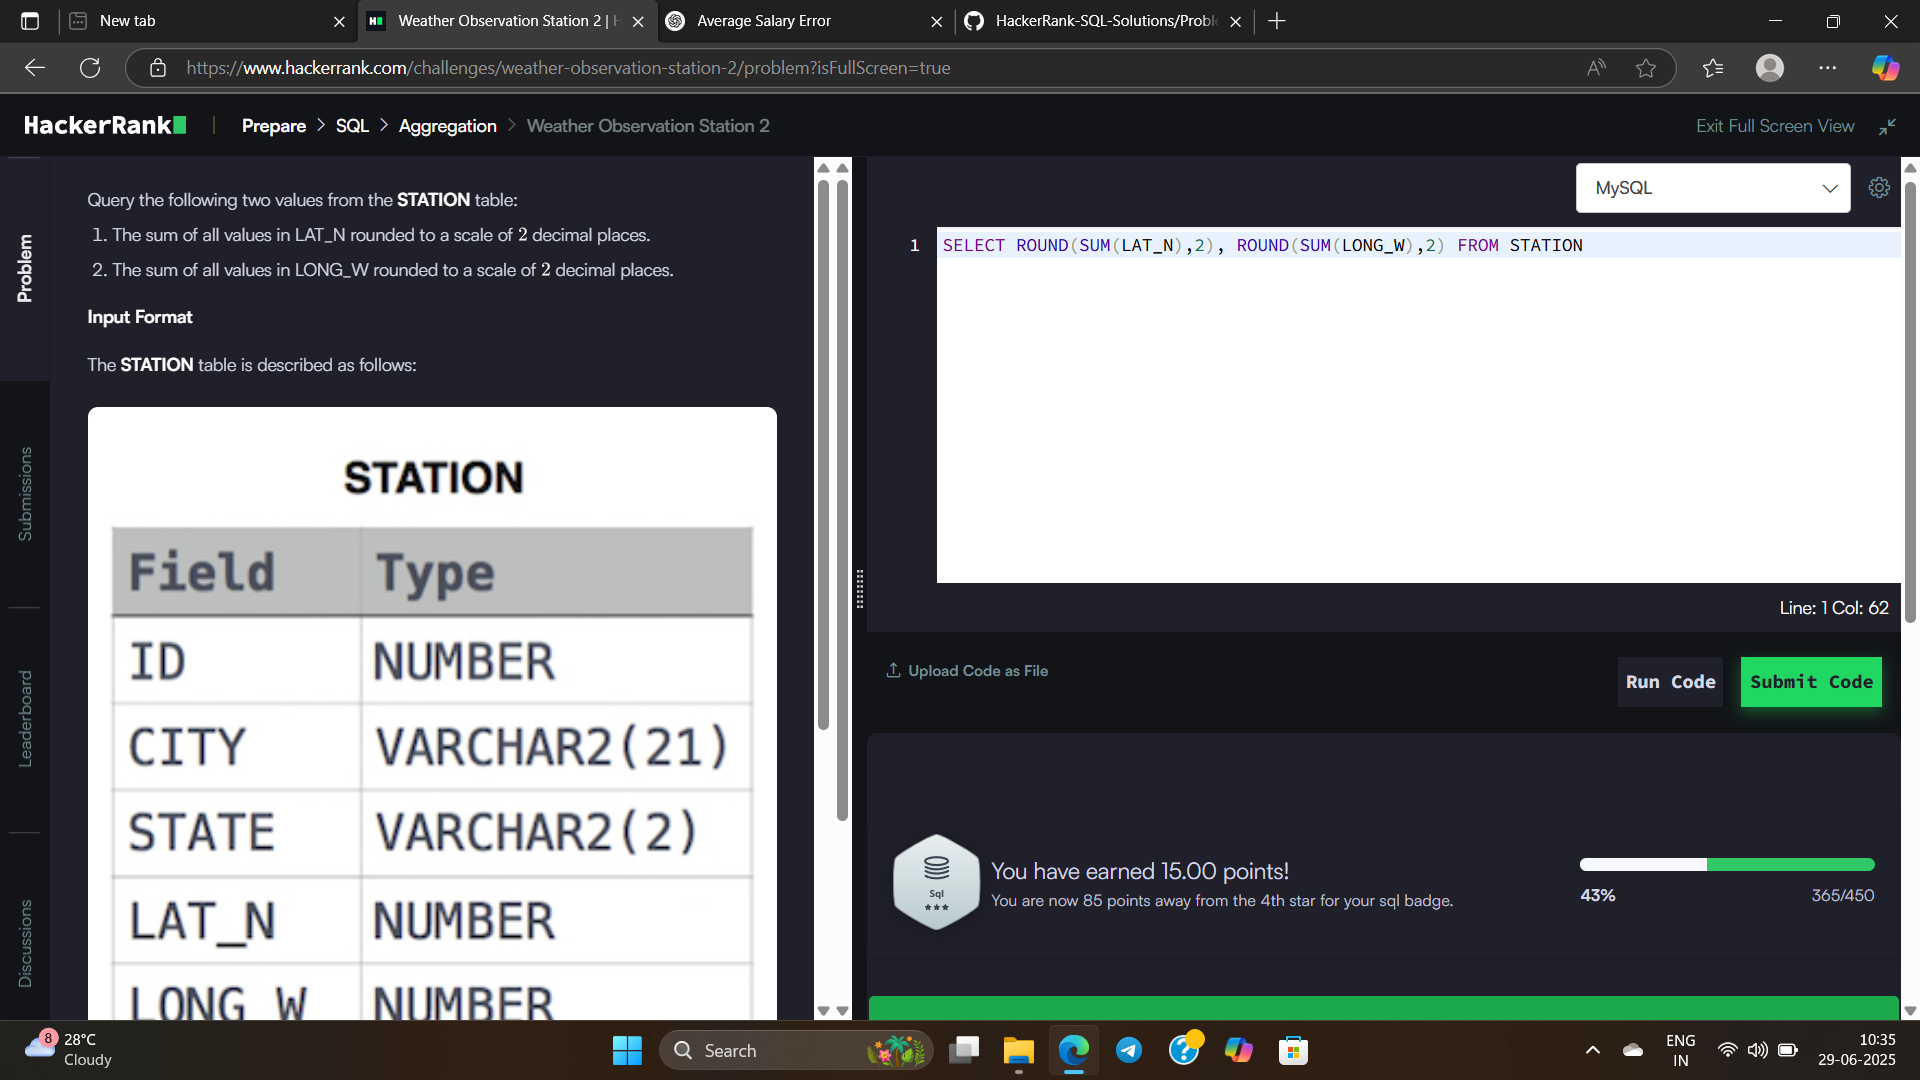 New tab
Weather Observation Station 2 | H
Average Salary Error
HackerRank-SQL-Solutions/Proble
https://www.hackerrank.com/challenges/weather-observation-station-2/problem?isFullScreen=true
HackerRank
Prepare > SQL > Aggregation > Weather Observation Station 2
Exit Full Screen View
Problem
Submissions
Leaderboard
Discussions
Query the following two values from the STATION table:
1. The sum of all values in LAT_N rounded to a scale of 2 decimal places.
2. The sum of all values in LONG_W rounded to a scale of 2 decimal places.
Input Format
The STATION table is described as follows:
STATION
Field Type
ID NUMBER
CITY VARCHAR2(21)
STATE VARCHAR2(2)
LAT_N NUMBER
LONG_W NUMBER
MySQL
1 SELECT ROUND(SUM(LAT_N),2), ROUND(SUM(LONG_W),2) FROM STATION
Line: 1 Col: 62
Upload Code as File
Run Code
Submit Code
Sql
You have earned 15.00 points!
You are now 85 points away from the 4th star for your sql badge.
43%
365/450
8
28°C
Cloudy
Search
ENG
IN
10:35
29-06-2025